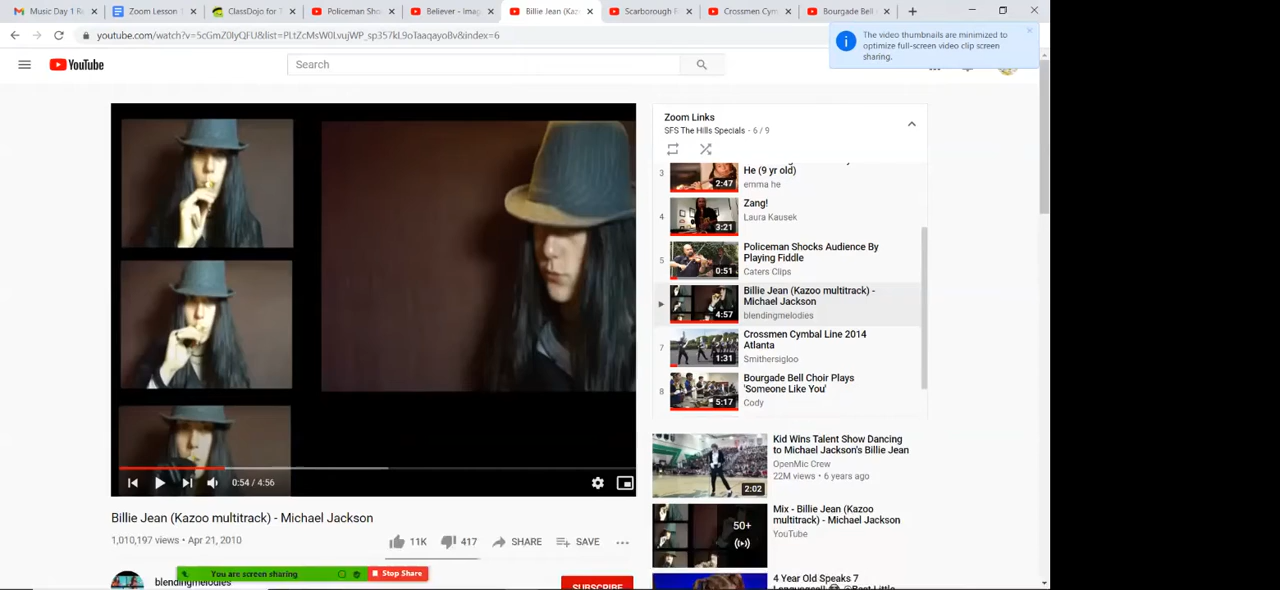 Music Day 1 R
Zoom Lesson
ClassDojo for T
Policeman Sho
Believer - Imag
Billie Jean (Kaz
Scarborough F
Crossmen Cym
Bourgade Bell
youtube.com/watch?v=5cGmZ0lyQFU&list=PLtZcMsW0LvujWP_sp357kL9oTaaqayoBv&index=6
The video thumbnails are minimized to
optimize full-screen video clip screen
sharing.
YouTube
Search
Zoom Links
SFS The Hills Specials - 6 / 9
3
2:47
He (9 yr old)
emma he
4
3:21
Zang!
Laura Kausek
5
0:51
Policeman Shocks Audience By
Playing Fiddle
Caters Clips
4:57
Billie Jean (Kazoo multitrack) -
Michael Jackson
blendingmelodies
7
1:31
Crossmen Cymbal Line 2014
Atlanta
Smithersigloo
8
5:17
Bourgade Bell Choir Plays
'Someone Like You'
Cody
0:54 / 4:56
Billie Jean (Kazoo multitrack) - Michael Jackson
1,010,197 views • Apr 21, 2010
11K
417
SHARE
SAVE
blendingmelodies
You are screen sharing
Stop Share
SUBSCRIBE
2:02
Kid Wins Talent Show Dancing
to Michael Jackson's Billie Jean
OpenMic Crew
22M views • 6 years ago
50+
Mix - Billie Jean (Kazoo
multitrack) - Michael Jackson
YouTube
4 Year Old Speaks 7